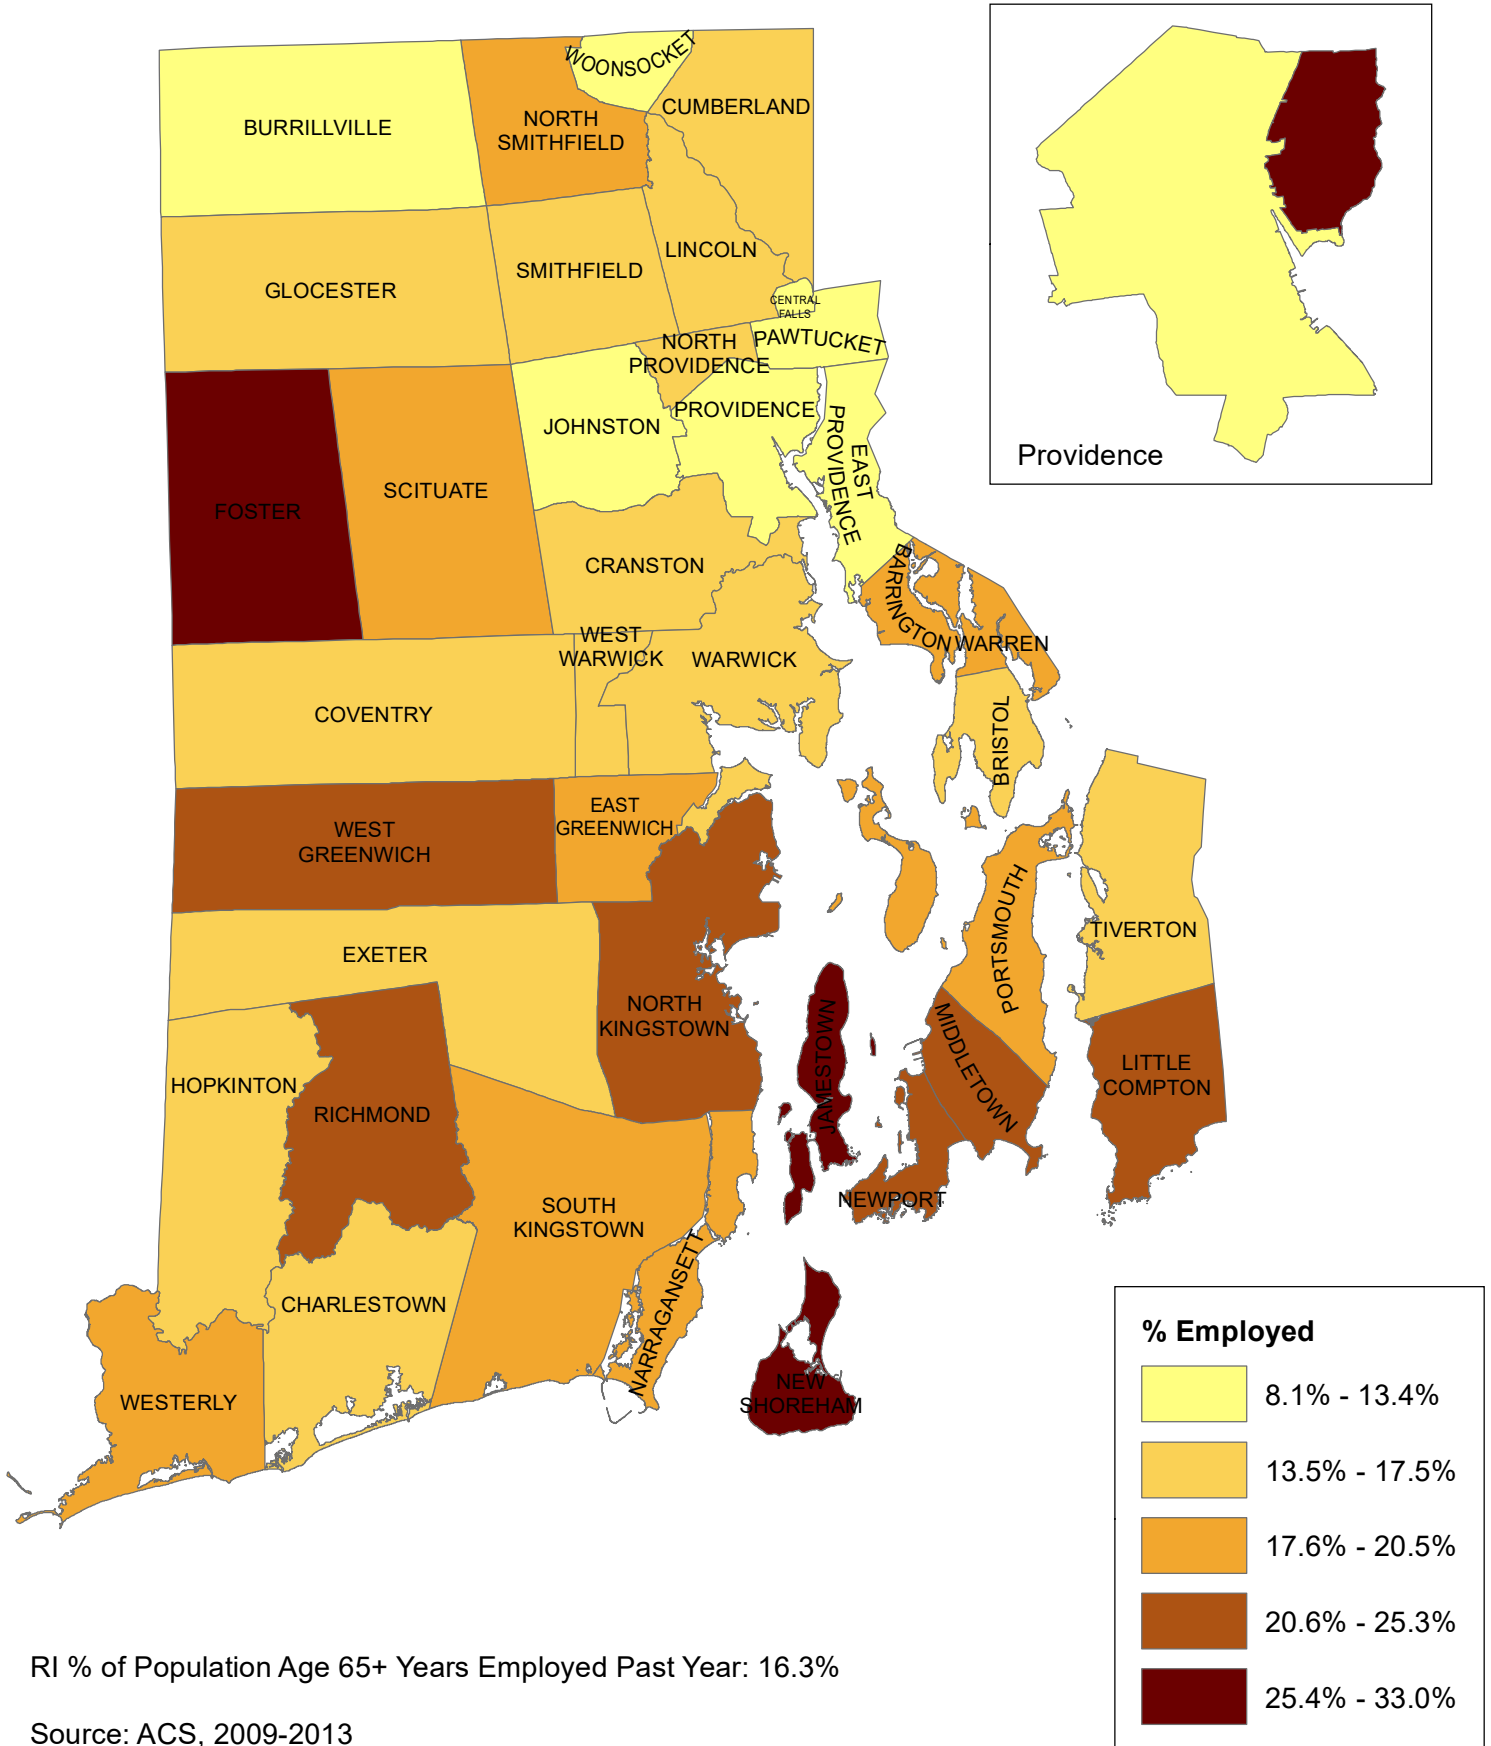 WOONSOCKET
CUMBERLAND
BURRILLVILLE
NORTH
SMITHFIELD
LINCOLN
SMITHFIELD
GLOCESTER
CENTRAL
FALLS
NORTH
PROVIDENCE
PAWTUCKET
PROVIDENCE
JOHNSTON
EAST
PROVIDENCE
Providence
SCITUATE
FOSTER
CRANSTON
BARRINGTON
WEST
WARWICK
WARWICK
WARREN
COVENTRY
BRISTOL
EAST
GREENWICH
WEST
GREENWICH
PORTSMOUTH
TIVERTON
EXETER
NORTH
KINGSTOWN
JAMESTOWN
MIDDLETOWN
LITTLE
COMPTON
HOPKINTON
RICHMOND
NEWPORT
SOUTH
KINGSTOWN
NARRAGANSETT
CHARLESTOWN
WESTERLY
NEW
SHOREHAM
% Employed
8.1% - 13.4%
13.5% - 17.5%
17.6% - 20.5%
20.6% - 25.3%
25.4% - 33.0%
RI % of Population Age 65+ Years Employed Past Year: 16.3%
Source: ACS, 2009-2013